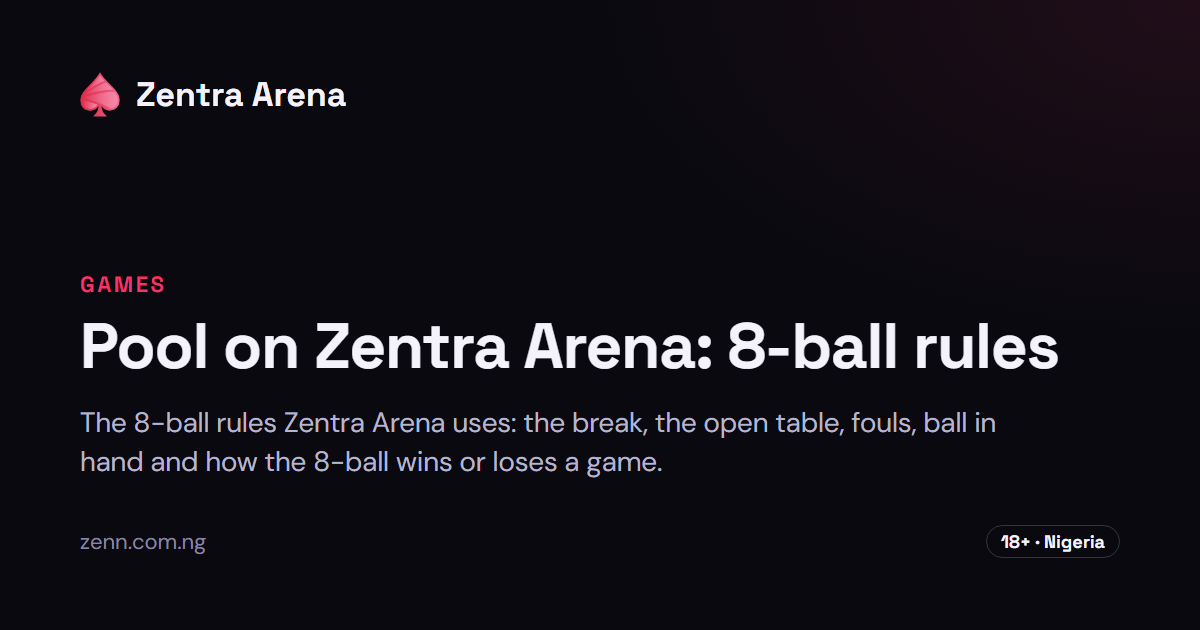 Zentra Arena
GAMES
Pool on Zentra Arena: 8-ball rules
The 8-ball rules Zentra Arena uses: the break, the open table, fouls, ball in
hand and how the 8-ball wins or loses a game.
zenn.com.ng
18+ · Nigeria